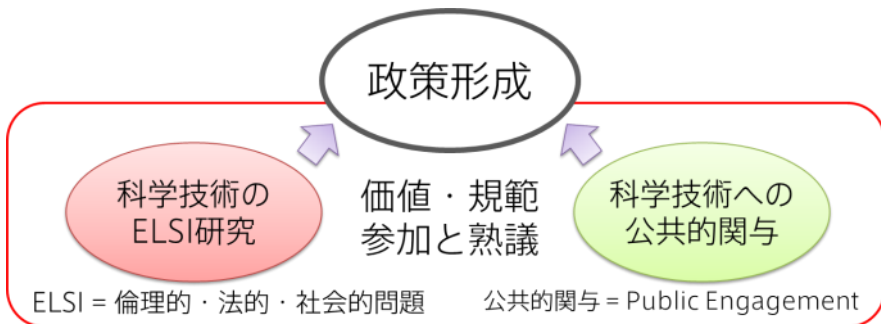 政策形成
科学技術の
ELSI研究
価値・規範
参加と熟議
科学技術への
公共的関与
ELSI = 倫理的・法的・社会的問題
公共的関与 = Public Engagement